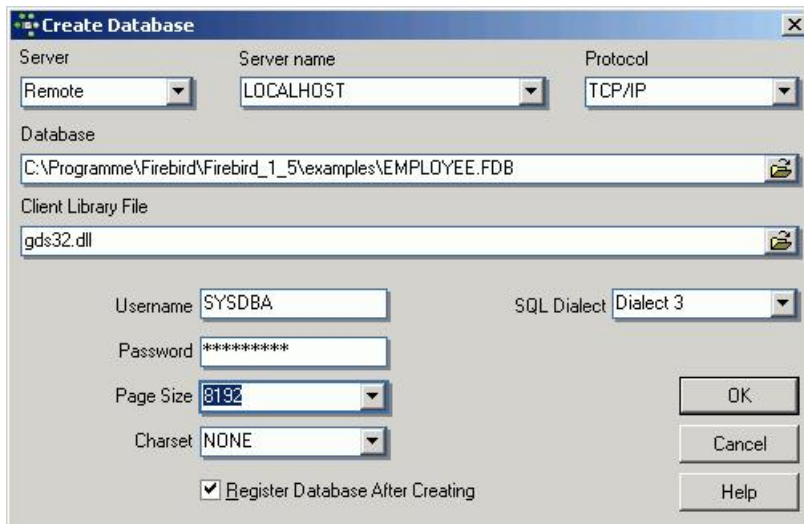 Create Database
Server Server name Protocol
Remote LOCALHOST TCP/IP
Database
C:\Programme\Firebird\Firebird_1_5\examples\EMPLOYEE.FDB
Client Library File
gds32.dll
Username SYSDBA SQL Dialect Dialect 3
Password *********
Page Size 8192 OK
Charset NONE Cancel
Register Database After Creating Help